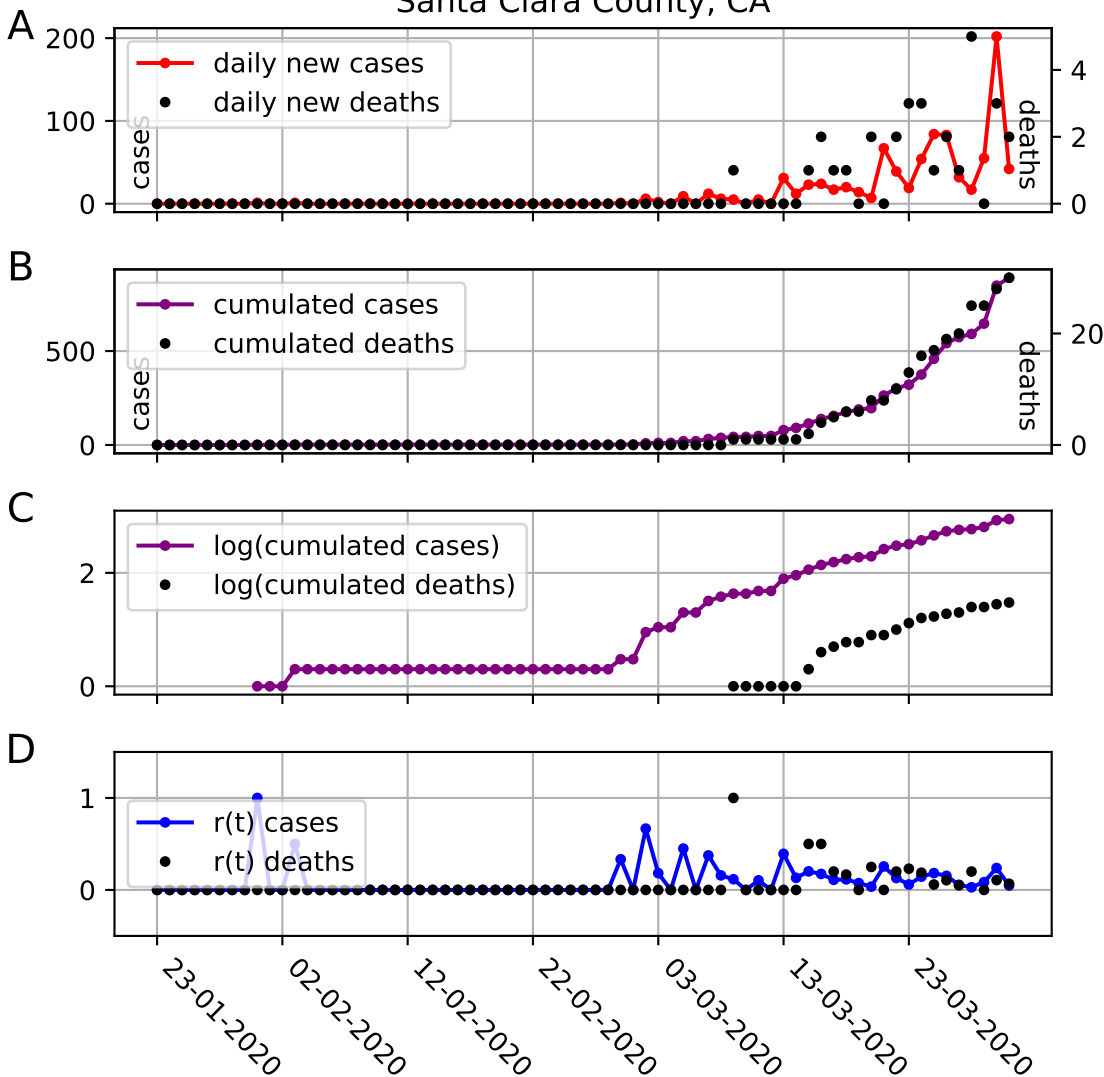 Santa Clara County, CA
A
200
100
0
cases
daily new cases
daily new deaths
4
2
0
deaths
B
500
0
cases
cumulated cases
cumulated deaths
20
0
deaths
C
2
0
log(cumulated cases)
log(cumulated deaths)
D
1
0
r(t) cases
r(t) deaths
23-01-2020
02-02-2020
12-02-2020
22-02-2020
03-03-2020
13-03-2020
23-03-2020